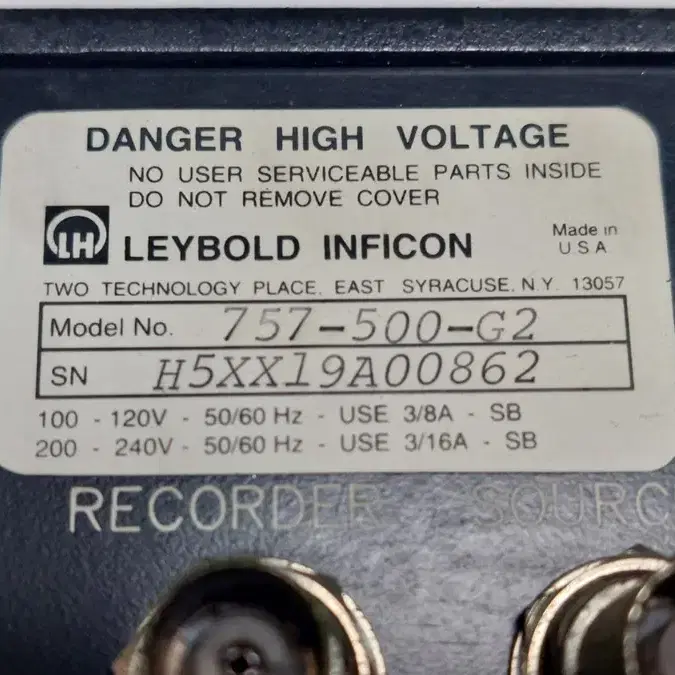 DANGER HIGH VOLTAGE
NO USER SERVICEABLE PARTS INSIDE
DO NOT REMOVE COVER
LH LEYBOLD INFICON
Made in
USA
TWO TECHNOLOGY PLACE. EAST SYRACUSE. N.Y. 13057
Model No. 757-500-G2
SN H5XX19A00862
100 - 120V - 50/60 Hz - USE 3/8A - SB
200 - 240V - 50/60 Hz - USE 3/16A - SB
RECORDER SOURC